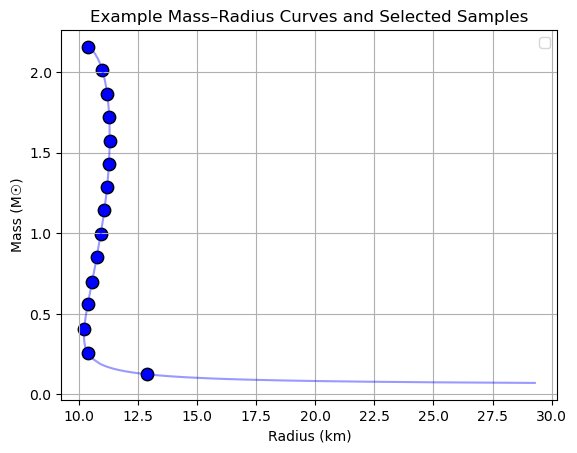 Example Mass–Radius Curves and Selected Samples
Mass (M☉)
2.0
1.5
1.0
0.5
0.0
10.0 12.5 15.0 17.5 20.0 22.5 25.0 27.5 30.0
Radius (km)